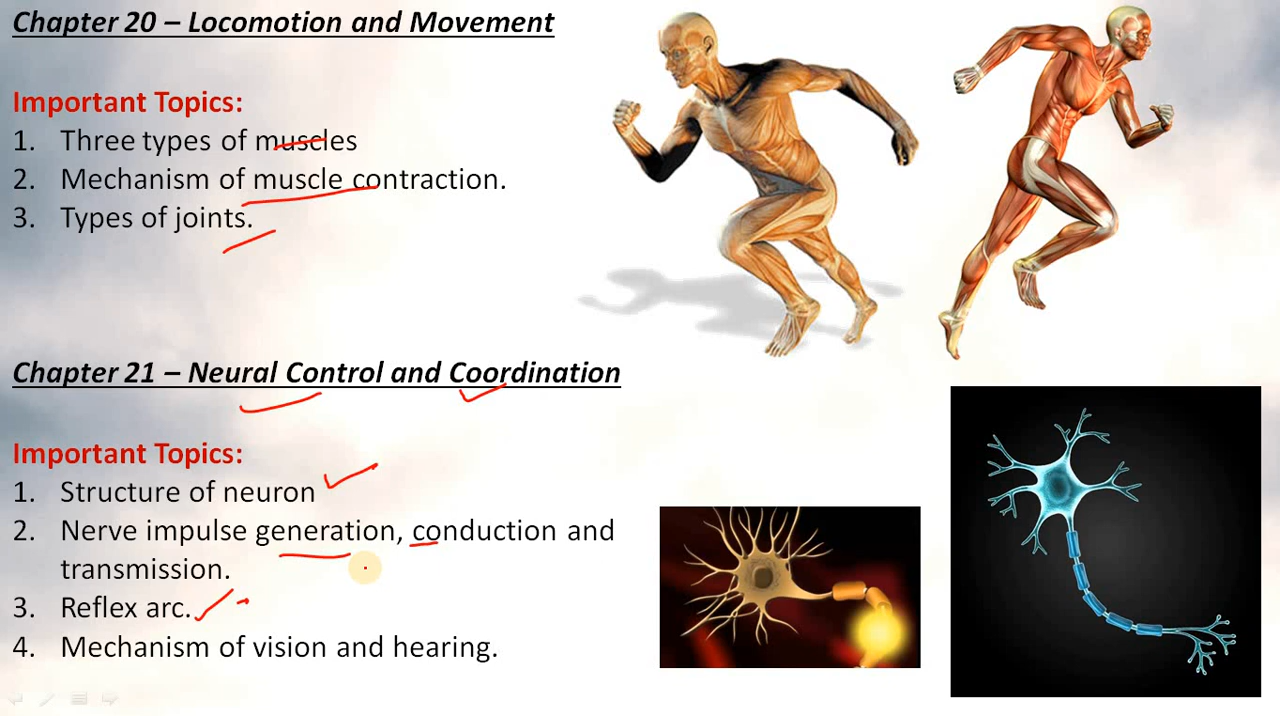 Chapter 20 – Locomotion and Movement
Important Topics:
1. Three types of muscles
2. Mechanism of muscle contraction.
3. Types of joints.
Chapter 21 – Neural Control and Coordination
Important Topics:
1. Structure of neuron
2. Nerve impulse generation, conduction and
transmission.
3. Reflex arc.
4. Mechanism of vision and hearing.